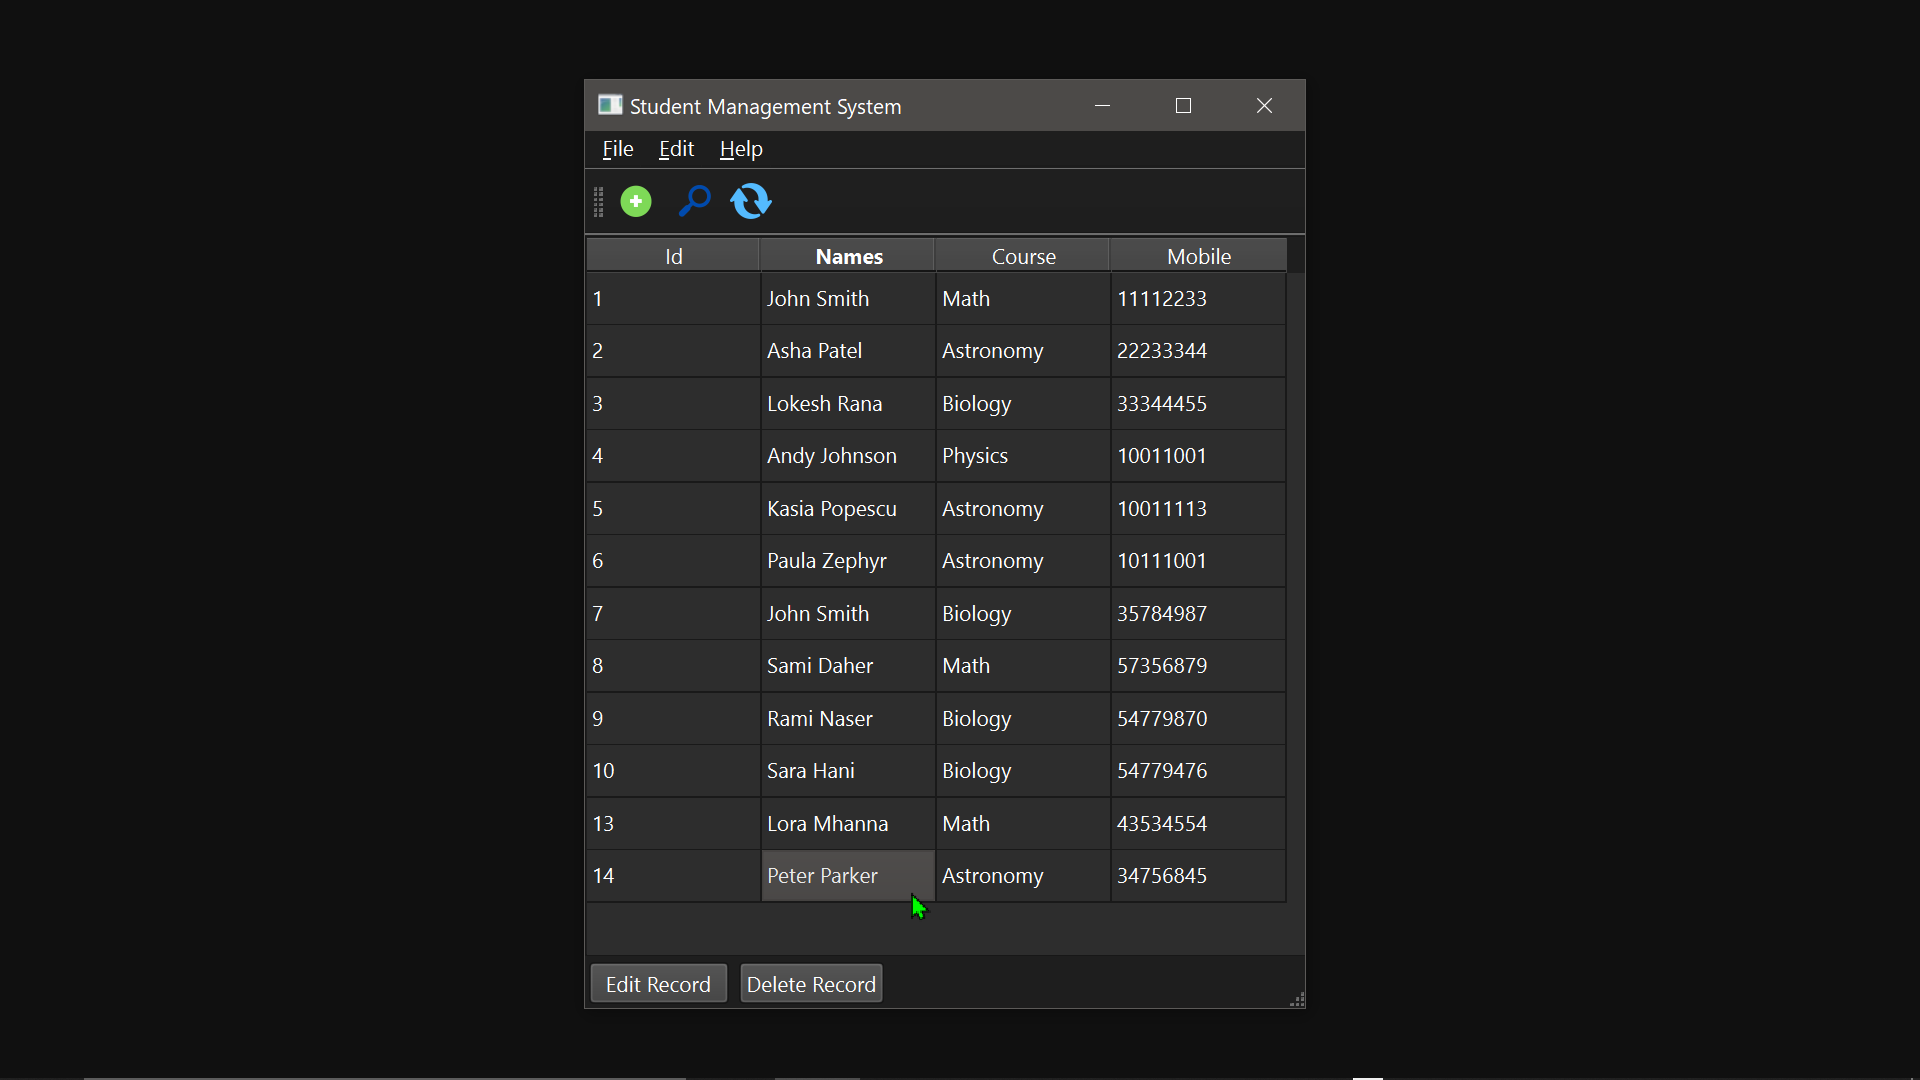 Student Management System
File Edit Help
Id Names Course Mobile
1 John Smith Math 11112233
2 Asha Patel Astronomy 22233344
3 Lokesh Rana Biology 33344455
4 Andy Johnson Physics 10011001
5 Kasia Popescu Astronomy 10011113
6 Paula Zephyr Astronomy 10111001
7 John Smith Biology 35784987
8 Sami Daher Math 57356879
9 Rami Naser Biology 54779870
10 Sara Hani Biology 54779476
13 Lora Mhanna Math 43534554
14 Peter Parker Astronomy 34756845
Edit Record Delete Record